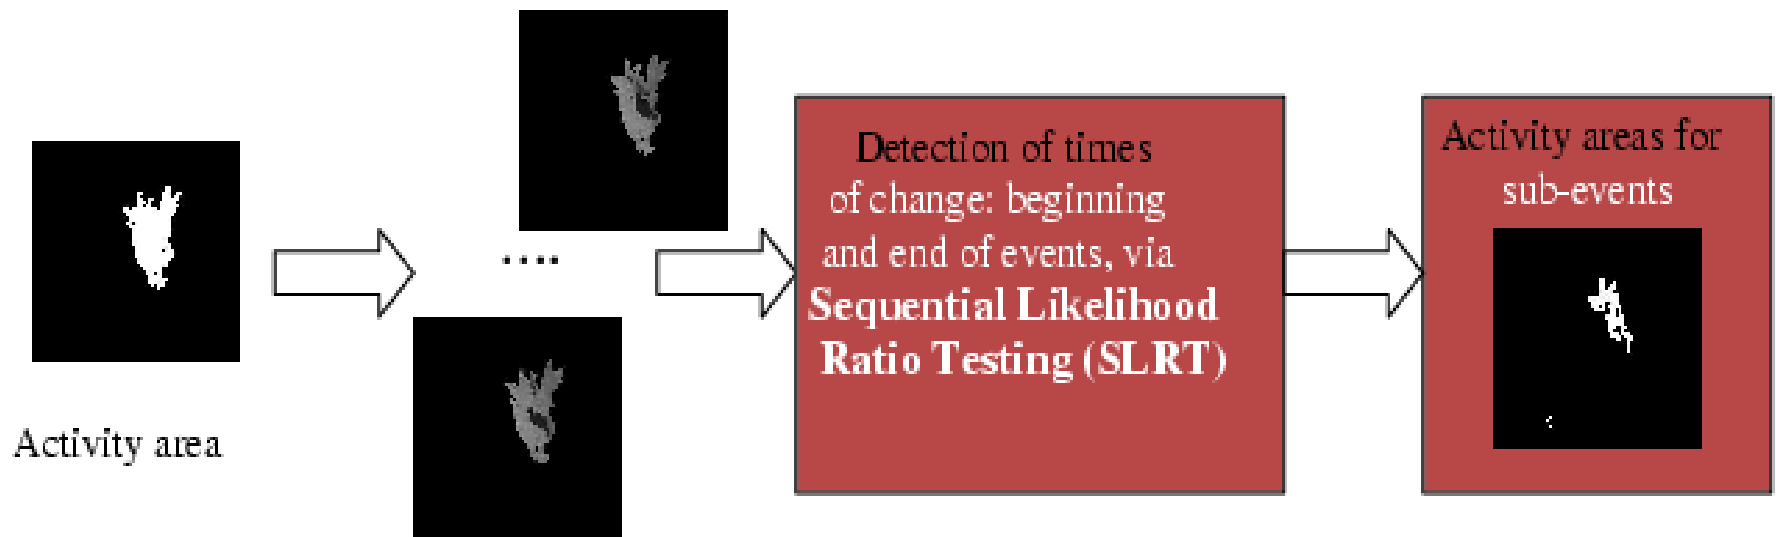 Activity area
....
Detection of times
of change: beginning
and end of events, via
Sequential Likelihood
Ratio Testing (SLRT)
Activity areas for
sub-events